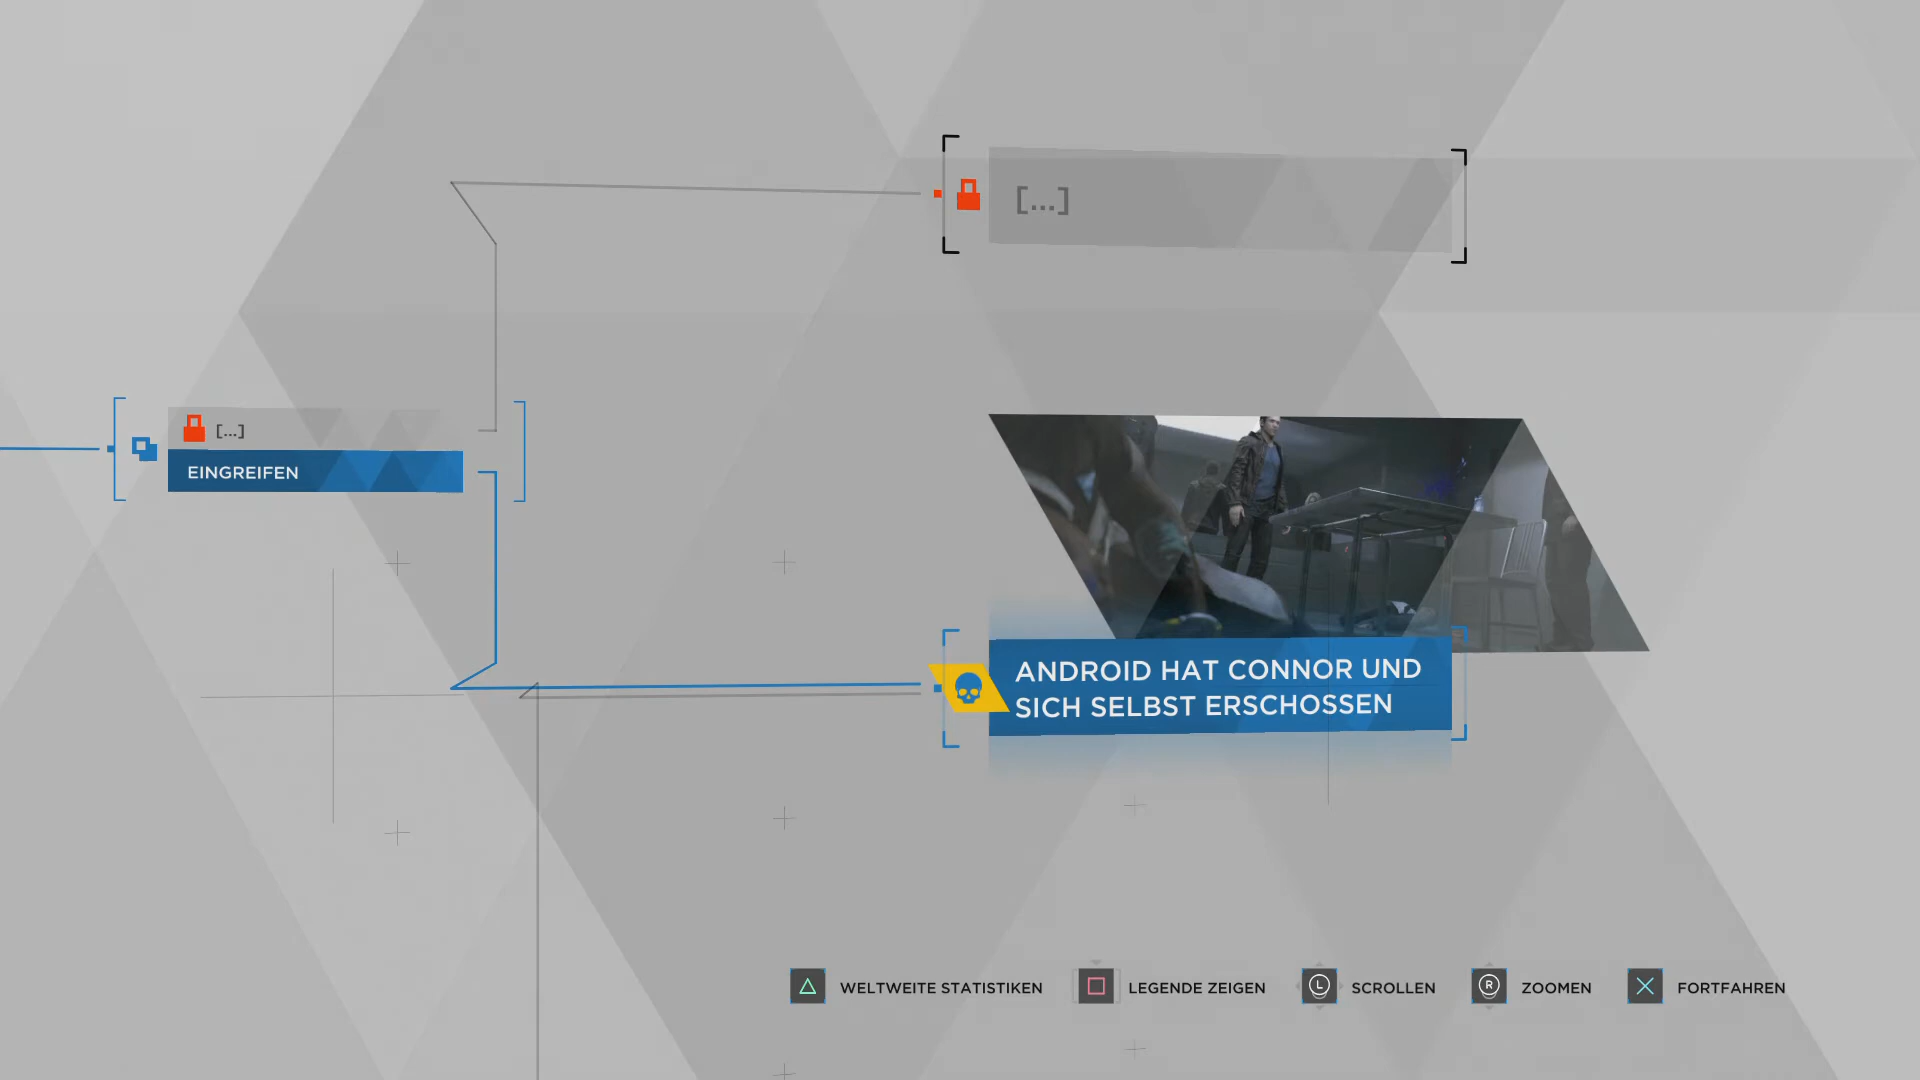 [...]
[...]
EINGREIFEN
ANDROID HAT CONNOR UND
SICH SELBST ERSCHOSSEN
WELTWEITE STATISTIKEN
LEGENDE ZEIGEN
L
SCROLLEN
R
ZOOMEN
FORTFAHREN